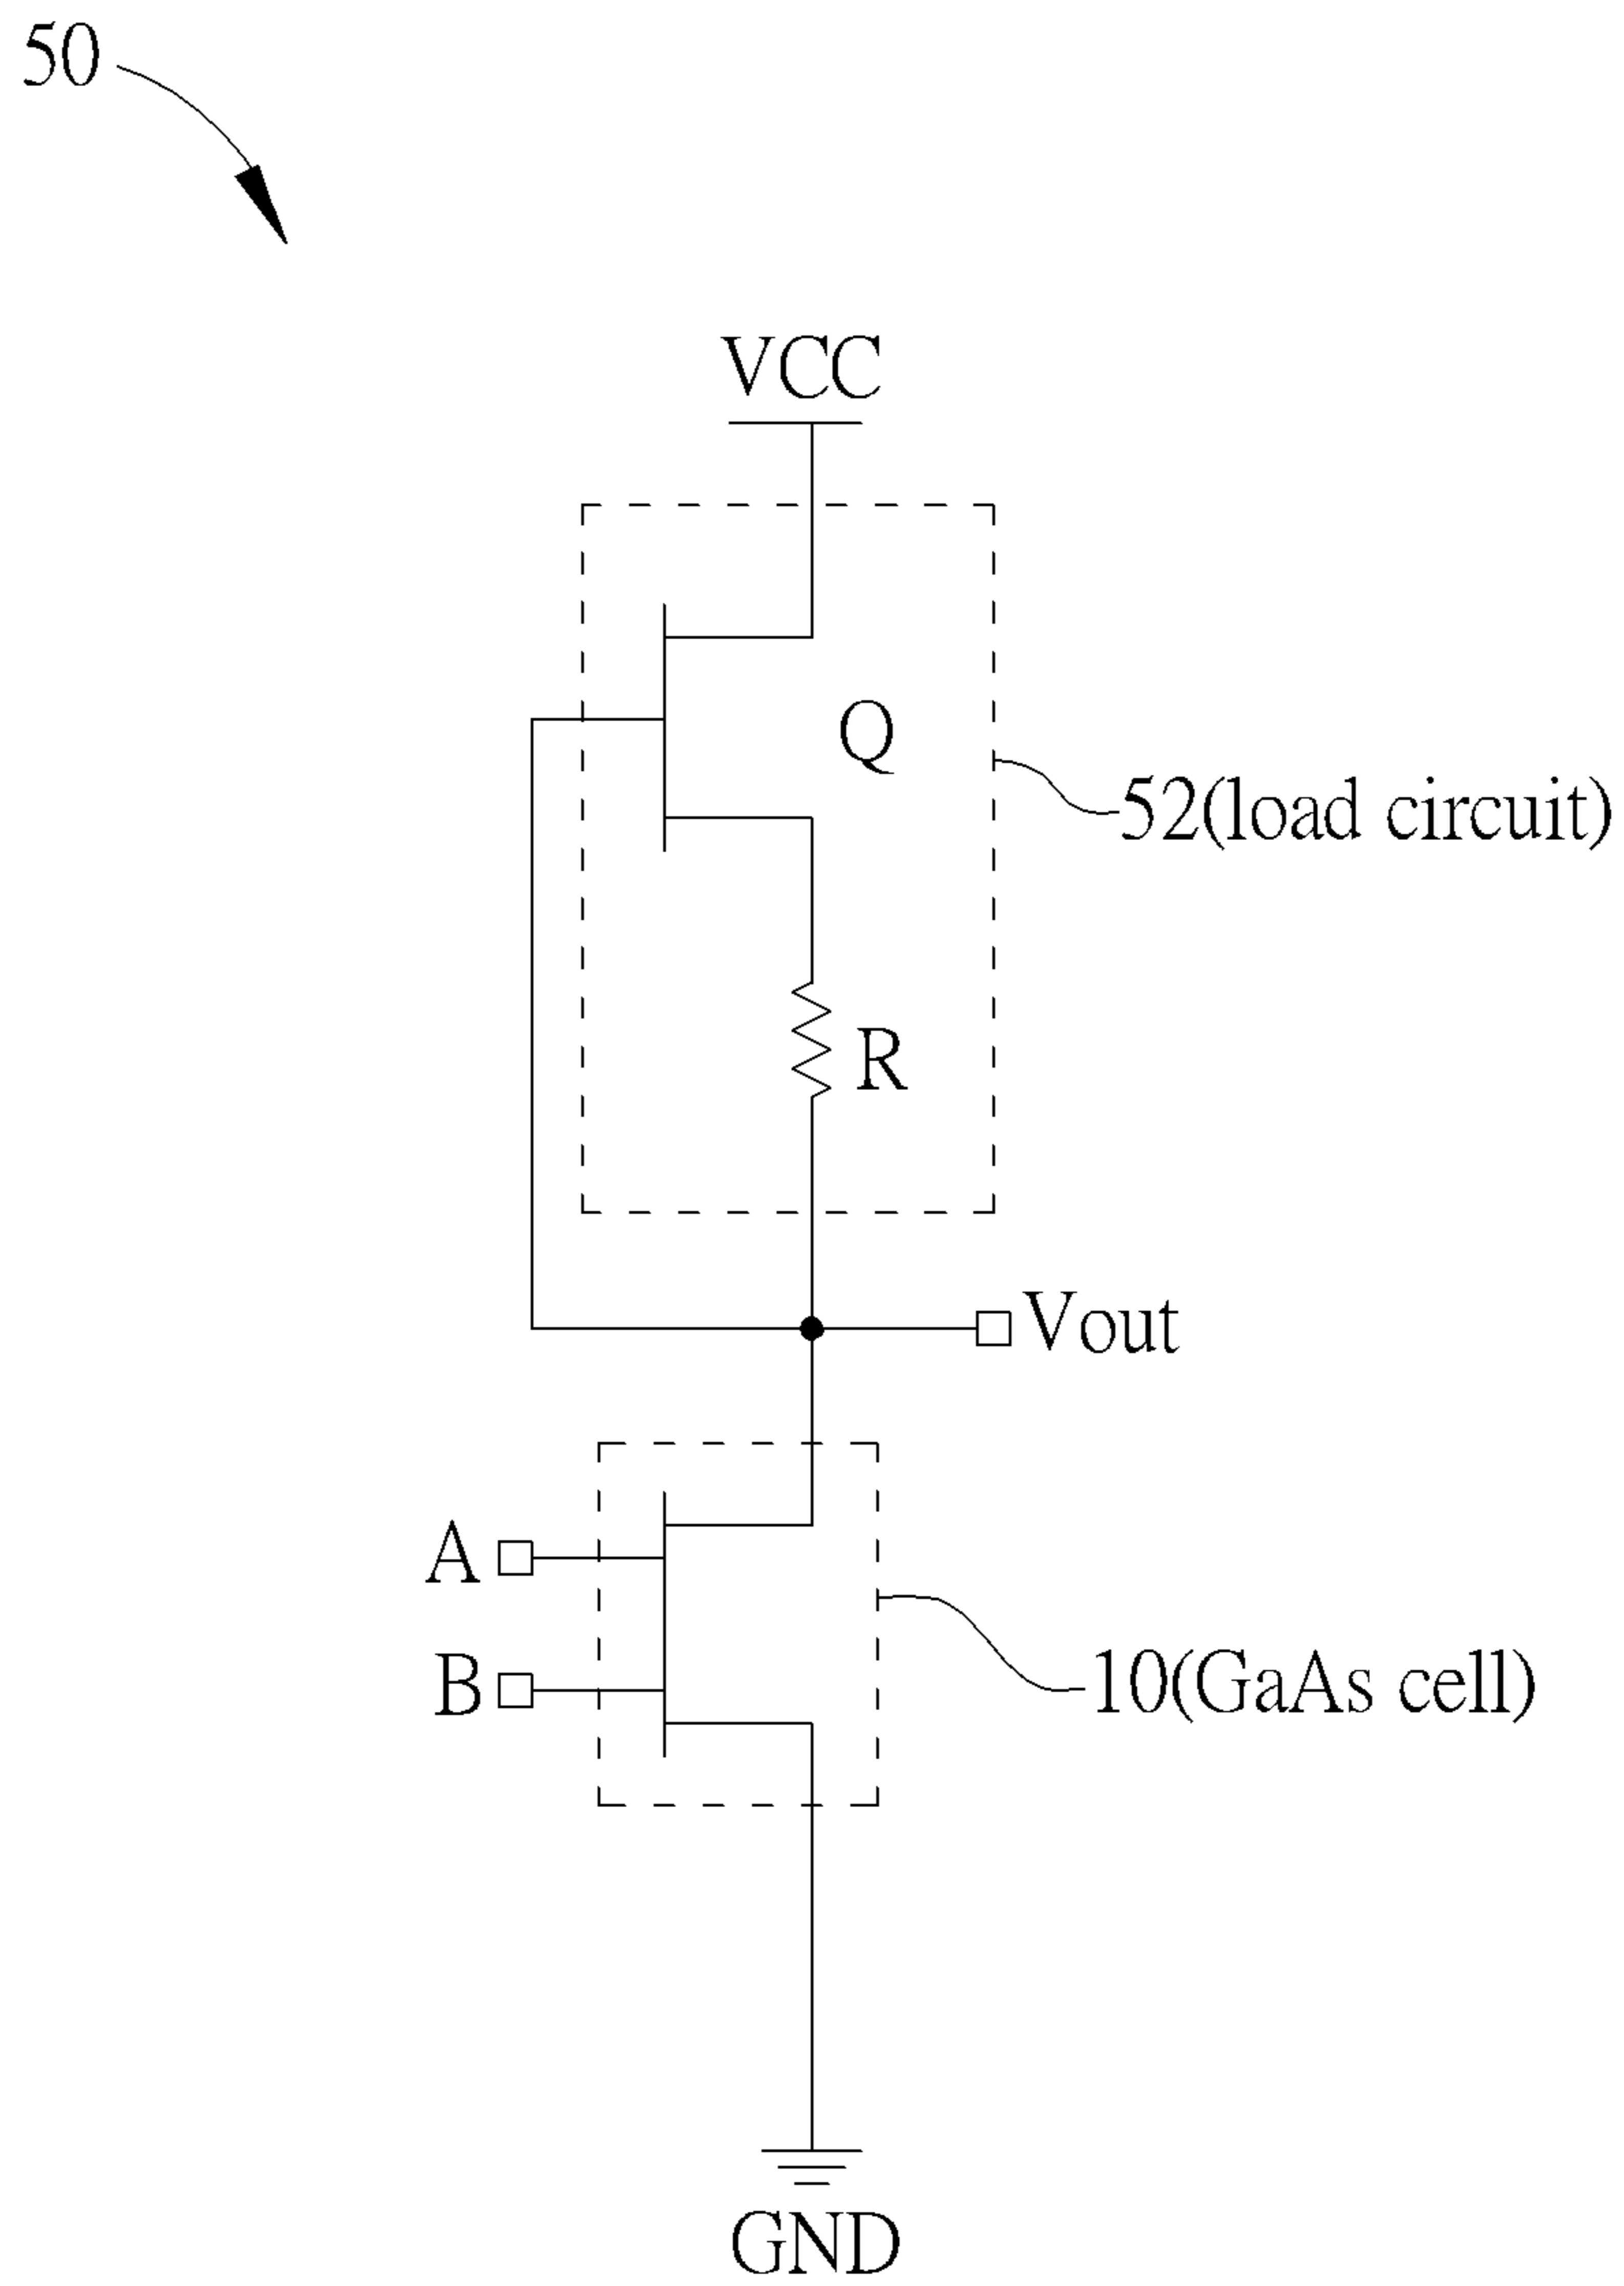 50
VCC
Q
52(load circuit)
R
Vout
A
B
10(GaAs cell)
GND